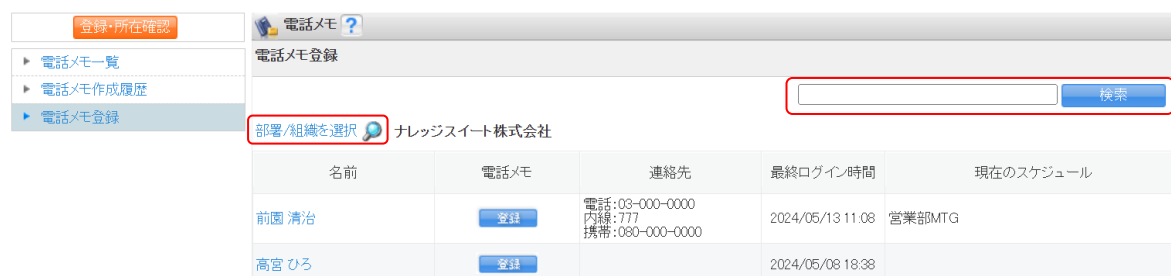 登録・所在確認
電話メモ一覧
電話メモ作成履歴
電話メモ登録
電話メモ ?
電話メモ登録
検索
部署/組織を選択 ナレッジスイート株式会社
名前 電話メモ 連絡先 最終ログイン時間 現在のスケジュール
前園 清治 登録 電話:03-000-0000 2024/05/13 11:08 営業部MTG
内線:777
携帯:080-000-0000
高宮 ひろ 登録 2024/05/08 18:38